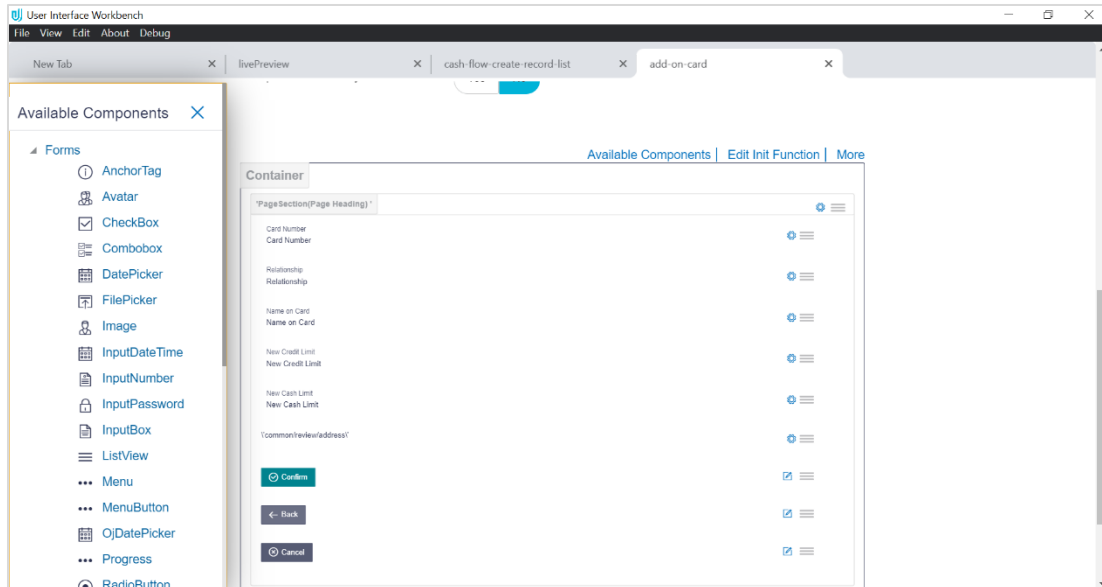 User Interface Workbench
File View Edit About Debug
New Tab
livePreview
cash-flow-create-record-list
add-on-card
Available Components
Forms
AnchorTag
Avatar
CheckBox
Combobox
DatePicker
FilePicker
Image
InputDateTime
InputNumber
InputPassword
InputBox
ListView
Menu
MenuButton
OjDatePicker
Progress
RadioButton
Available Components | Edit Init Function | More
Container
'PageSection(Page Heading) '
Card Number
Card Number
Relationship
Relationship
Name on Card
Name on Card
New Credit Limit
New Credit Limit
New Cash Limit
New Cash Limit
\'common/review/address\'
Confirm
Back
Cancel